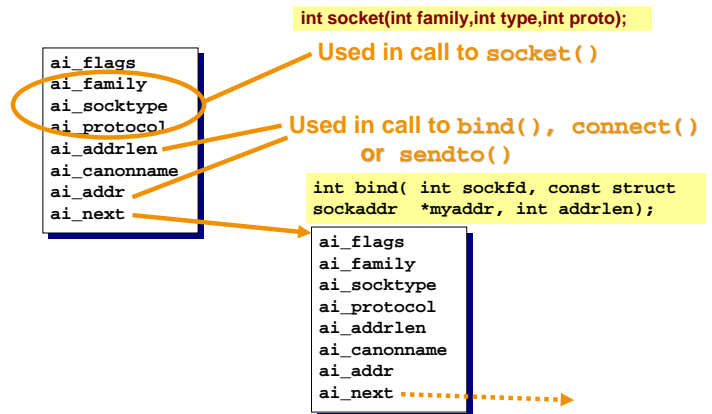 int socket(int family,int type,int proto);
Used in call to socket()
ai_flags
ai_family
ai_socktype
ai_protocol
ai_addrlen
ai_canonname
ai_addr
ai_next
Used in call to bind(), connect()
or sendto()
int bind( int sockfd, const struct
sockaddr *myaddr, int addrlen);
ai_flags
ai_family
ai_socktype
ai_protocol
ai_addrlen
ai_canonname
ai_addr
ai_next